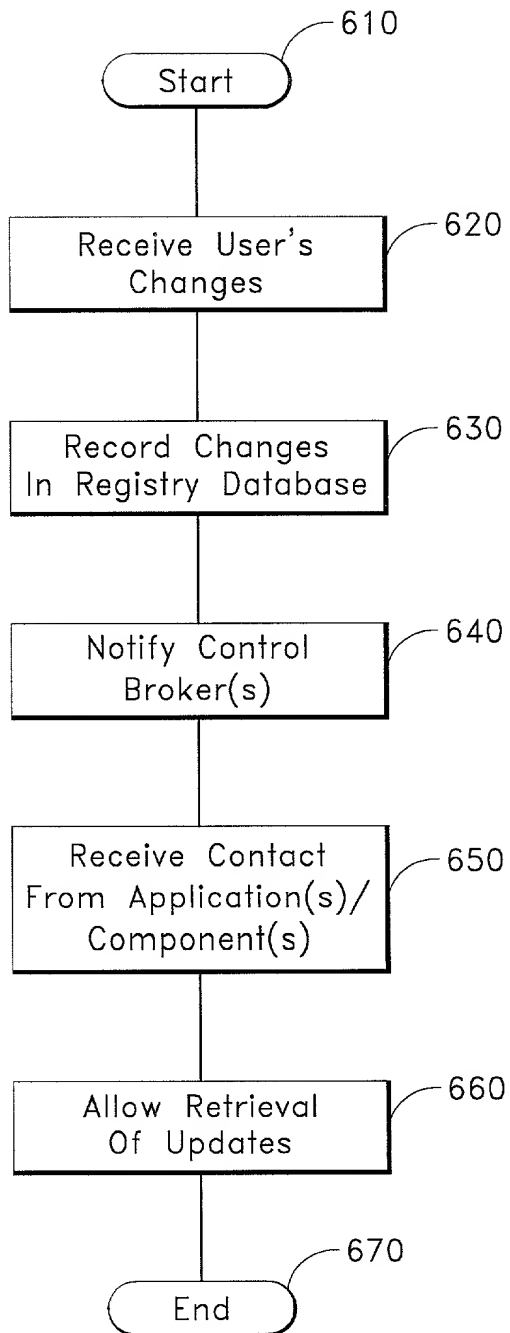 610
Start
620
Receive User's
Changes
630
Record Changes
In Registry Database
640
Notify Control
Broker(s)
650
Receive Contact
From Application(s)/
Component(s)
660
Allow Retrieval
Of Updates
670
End